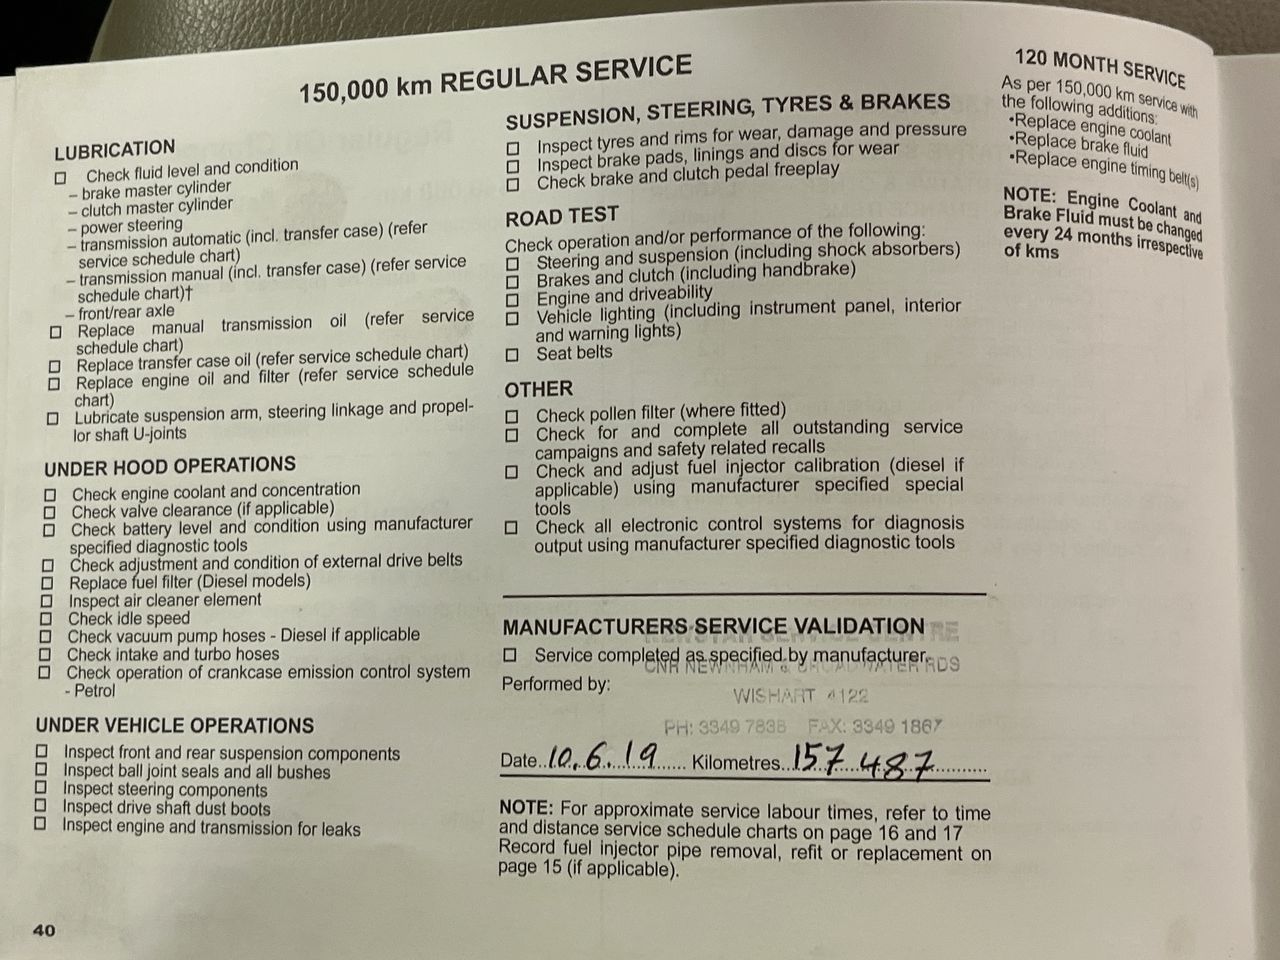 150,000 km REGULAR SERVICE
LUBRICATION
Check fluid level and condition
– brake master cylinder
– clutch master cylinder
– power steering
– transmission automatic (incl. transfer case) (refer
service schedule chart)
– transmission manual (incl. transfer case) (refer service
schedule chart)†
– front/rear axle
Replace manual transmission oil (refer service
schedule chart)
Replace transfer case oil (refer service schedule chart)
Replace engine oil and filter (refer service schedule
chart)
Lubricate suspension arm, steering linkage and propel-
lor shaft U-joints
UNDER HOOD OPERATIONS
Check engine coolant and concentration
Check valve clearance (if applicable)
Check battery level and condition using manufacturer
specified diagnostic tools
Check adjustment and condition of external drive belts
Replace fuel filter (Diesel models)
Inspect air cleaner element
Check idle speed
Check vacuum pump hoses - Diesel if applicable
Check intake and turbo hoses
Check operation of crankcase emission control system
- Petrol
UNDER VEHICLE OPERATIONS
Inspect front and rear suspension components
Inspect ball joint seals and all bushes
Inspect steering components
Inspect drive shaft dust boots
Inspect engine and transmission for leaks
40
SUSPENSION, STEERING, TYRES & BRAKES
Inspect tyres and rims for wear, damage and pressure
Inspect brake pads, linings and discs for wear
Check brake and clutch pedal freeplay
ROAD TEST
Check operation and/or performance of the following:
Steering and suspension (including shock absorbers)
Brakes and clutch (including handbrake)
Engine and driveability
Vehicle lighting (including instrument panel, interior
and warning lights)
Seat belts
OTHER
Check pollen filter (where fitted)
Check for and complete all outstanding service
campaigns and safety related recalls
Check and adjust fuel injector calibration (diesel if
applicable) using manufacturer specified special
tools
Check all electronic control systems for diagnosis
output using manufacturer specified diagnostic tools
MANUFACTURERS SERVICE VALIDATION
SERVICE CENTRE
Service completed as specified by manufacturer.
CNR NEWNHAM & BROADWATER RDS
Performed by:
WISHART 4122
PH: 3349 7838 FAX: 3349 1867
Date..10.6.19...... Kilometres...157 487..........
NOTE: For approximate service labour times, refer to time
and distance service schedule charts on page 16 and 17
Record fuel injector pipe removal, refit or replacement on
page 15 (if applicable).
120 MONTH SERVICE
As per 150,000 km service with
the following additions:
•Replace engine coolant
•Replace brake fluid
•Replace engine timing belt(s)
NOTE: Engine Coolant and
Brake Fluid must be changed
every 24 months irrespective
of kms